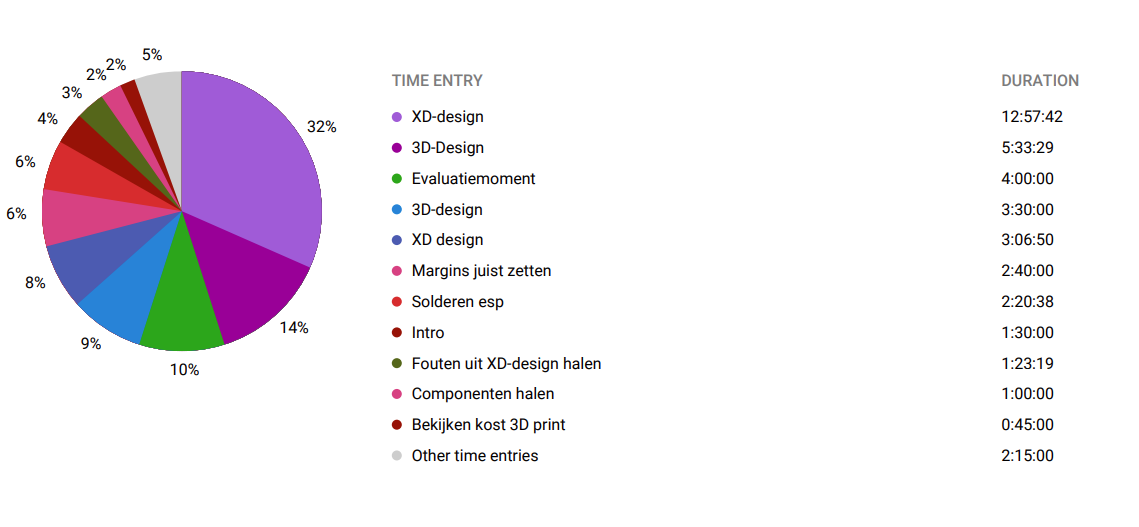 5%
2%
2%
3%
4%
6%
6%
8%
9%
10%
14%
32%
TIME ENTRY DURATION
XD-design 12:57:42
3D-Design 5:33:29
Evaluatiemoment 4:00:00
3D-design 3:30:00
XD design 3:06:50
Margins juist zetten 2:40:00
Solderen esp 2:20:38
Intro 1:30:00
Fouten uit XD-design halen 1:23:19
Componenten halen 1:00:00
Bekijken kost 3D print 0:45:00
Other time entries 2:15:00